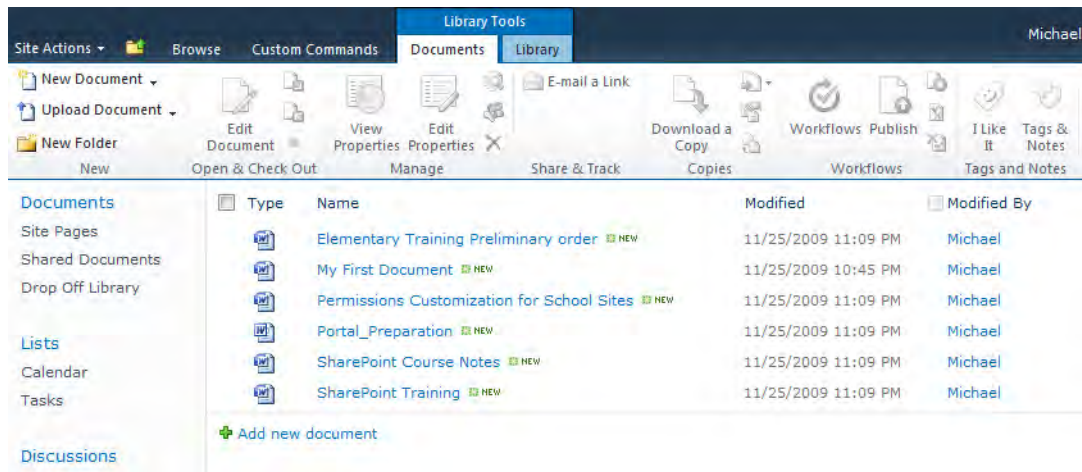 Library Tools
Michael
Site Actions Browse Custom Commands Documents Library
New Document
Upload Document
New Folder
New
Edit Document
Open & Check Out
View Properties
Edit Properties
Manage
E-mail a Link
Share & Track
Download a Copy
Copies
Workflows Publish
Workflows
I Like It
Tags & Notes
Tags and Notes
Documents
Site Pages
Shared Documents
Drop Off Library
Lists
Calendar
Tasks
Discussions
Type Name Modified Modified By
Elementary Training Preliminary order NEW 11/25/2009 11:09 PM Michael
My First Document NEW 11/25/2009 10:45 PM Michael
Permissions Customization for School Sites NEW 11/25/2009 11:09 PM Michael
Portal_Preparation NEW 11/25/2009 11:09 PM Michael
SharePoint Course Notes NEW 11/25/2009 11:09 PM Michael
SharePoint Training NEW 11/25/2009 11:09 PM Michael
Add new document